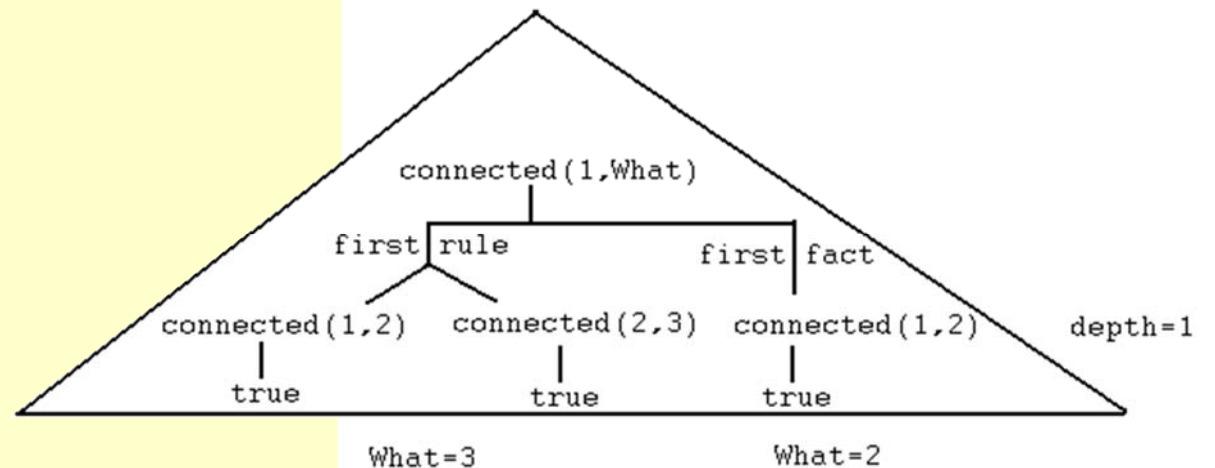 connected(1,What)
first rule
first fact
connected(1,2)
connected(2,3)
connected(1,2)
depth=1
true
true
true
What=3
What=2